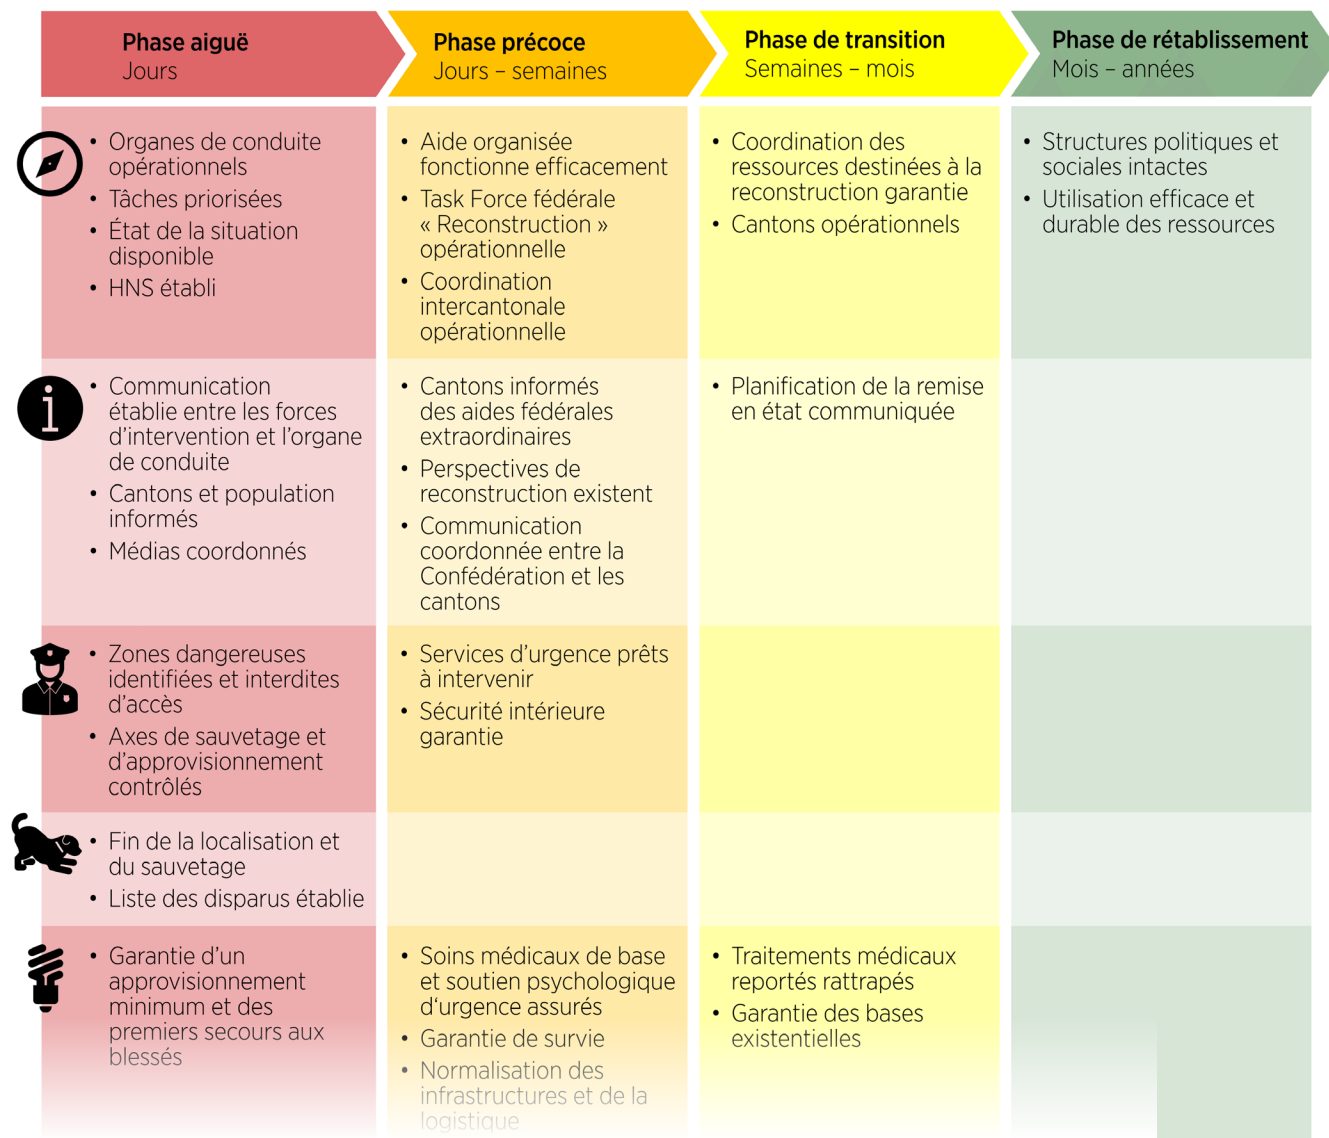 Phase aiguë
Jours
Phase précoce
Jours – semaines
Phase de transition
Semaines – mois
Phase de rétablissement
Mois – années
• Organes de conduite
opérationnels
• Tâches priorisées
• État de la situation
disponible
• HNS établi
• Aide organisée
fonctionne efficacement
• Task Force fédérale
« Reconstruction »
opérationnelle
• Coordination
intercantonale
opérationnelle
• Coordination des
ressources destinées à la
reconstruction garantie
• Cantons opérationnels
• Structures politiques et
sociales intactes
• Utilisation efficace et
durable des ressources
i
• Communication
établie entre les forces
d’intervention et l’organe
de conduite
• Cantons et population
informés
• Médias coordonnés
• Cantons informés
des aides fédérales
extraordinaires
• Perspectives de
reconstruction existent
• Communication
coordonnée entre la
Confédération et les
cantons
• Planification de la remise
en état communiquée
• Zones dangereuses
identifiées et interdites
d’accès
• Axes de sauvetage et
d’approvisionnement
contrôlés
• Services d’urgence prêts
à intervenir
• Sécurité intérieure
garantie
• Fin de la localisation et
du sauvetage
• Liste des disparus établie
• Garantie d’un
approvisionnement
minimum et des
premiers secours aux
blessés
• Soins médicaux de base
et soutien psychologique
d‘urgence assurés
• Garantie de survie
• Normalisation des
infrastructures et de la
logistique
• Traitements médicaux
reportés rattrapés
• Garantie des bases
existentielles